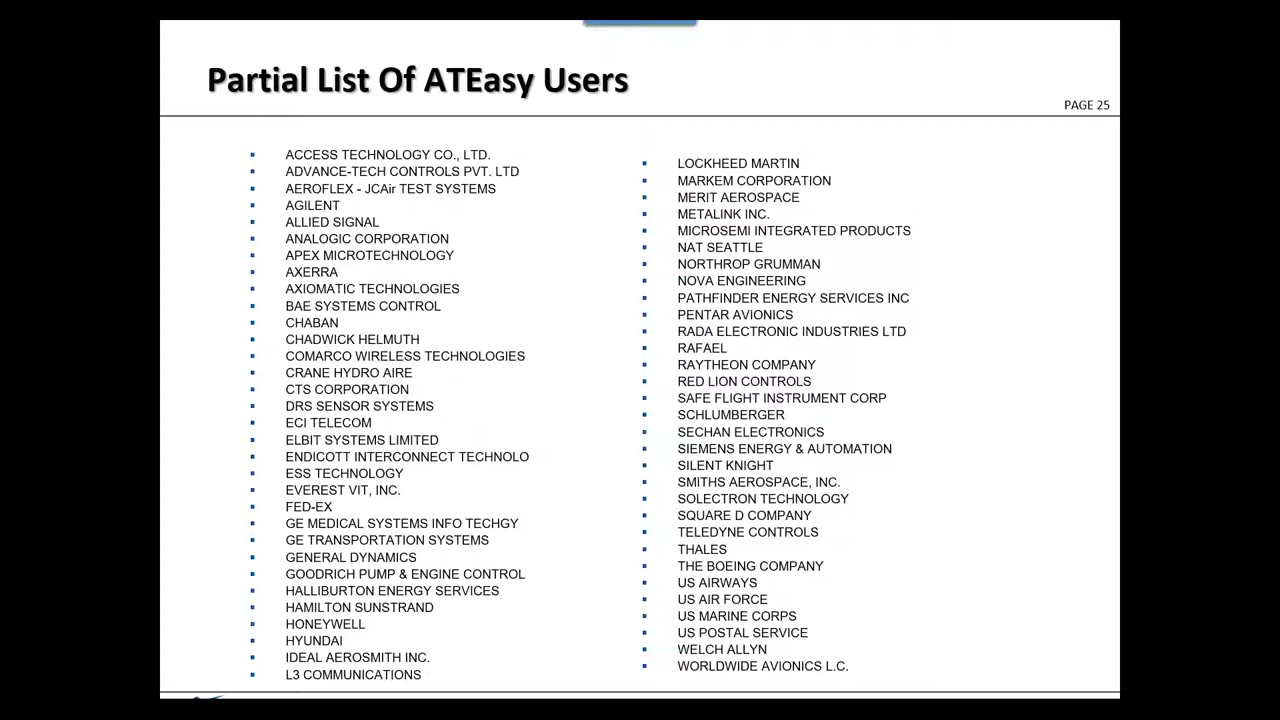 Partial List Of ATEasy Users
PAGE 25
ACCESS TECHNOLOGY CO., LTD.
ADVANCE-TECH CONTROLS PVT. LTD
AEROFLEX - JCAir TEST SYSTEMS
AGILENT
ALLIED SIGNAL
ANALOGIC CORPORATION
APEX MICROTECHNOLOGY
AXERRA
AXIOMATIC TECHNOLOGIES
BAE SYSTEMS CONTROL
CHABAN
CHADWICK HELMUTH
COMARCO WIRELESS TECHNOLOGIES
CRANE HYDRO AIRE
CTS CORPORATION
DRS SENSOR SYSTEMS
ECI TELECOM
ELBIT SYSTEMS LIMITED
ENDICOTT INTERCONNECT TECHNOLO
ESS TECHNOLOGY
EVEREST VIT, INC.
FED-EX
GE MEDICAL SYSTEMS INFO TECHGY
GE TRANSPORTATION SYSTEMS
GENERAL DYNAMICS
GOODRICH PUMP & ENGINE CONTROL
HALLIBURTON ENERGY SERVICES
HAMILTON SUNSTRAND
HONEYWELL
HYUNDAI
IDEAL AEROSMITH INC.
L3 COMMUNICATIONS
LOCKHEED MARTIN
MARKEM CORPORATION
MERIT AEROSPACE
METALINK INC.
MICROSEMI INTEGRATED PRODUCTS
NAT SEATTLE
NORTHROP GRUMMAN
NOVA ENGINEERING
PATHFINDER ENERGY SERVICES INC
PENTAR AVIONICS
RADA ELECTRONIC INDUSTRIES LTD
RAFAEL
RAYTHEON COMPANY
RED LION CONTROLS
SAFE FLIGHT INSTRUMENT CORP
SCHLUMBERGER
SECHAN ELECTRONICS
SIEMENS ENERGY & AUTOMATION
SILENT KNIGHT
SMITHS AEROSPACE, INC.
SOLECTRON TECHNOLOGY
SQUARE D COMPANY
TELEDYNE CONTROLS
THALES
THE BOEING COMPANY
US AIRWAYS
US AIR FORCE
US MARINE CORPS
US POSTAL SERVICE
WELCH ALLYN
WORLDWIDE AVIONICS L.C.